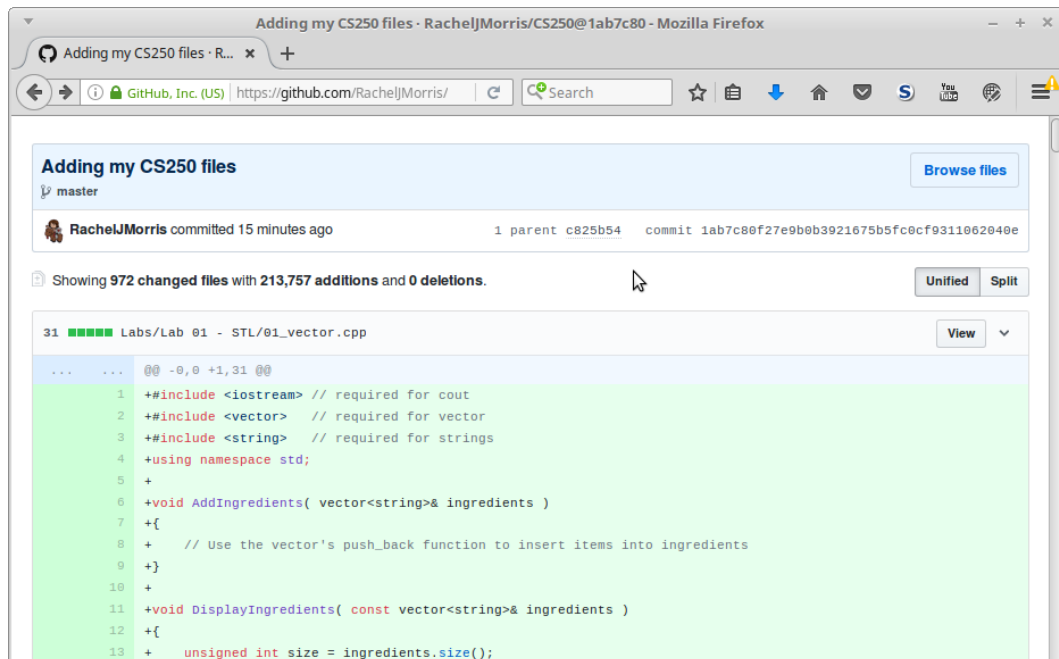 Adding my CS250 files · RachelJMorris/CS250@1ab7c80 - Mozilla Firefox
Adding my CS250 files · R...
GitHub, Inc. (US) https://github.com/RachelJMorris/ Search S You Tube
Adding my CS250 files
Browse files
master
RachelJMorris committed 15 minutes ago 1 parent c825b54 commit 1ab7c80f27e9b0b3921675b5fc0cf9311062040e
Showing 972 changed files with 213,757 additions and 0 deletions. Unified Split
31 Labs/Lab 01 - STL/01_vector.cpp View
... ... @@ -0,0 +1,31 @@
1 +#include <iostream> // required for cout
2 +#include <vector>   // required for vector
3 +#include <string>   // required for strings
4 +using namespace std;
5 +
6 +void AddIngredients( vector<string>& ingredients )
7 +{
8 +    // Use the vector's push_back function to insert items into ingredients
9 +}
10 +
11 +void DisplayIngredients( const vector<string>& ingredients )
12 +{
13 +    unsigned int size = ingredients.size();